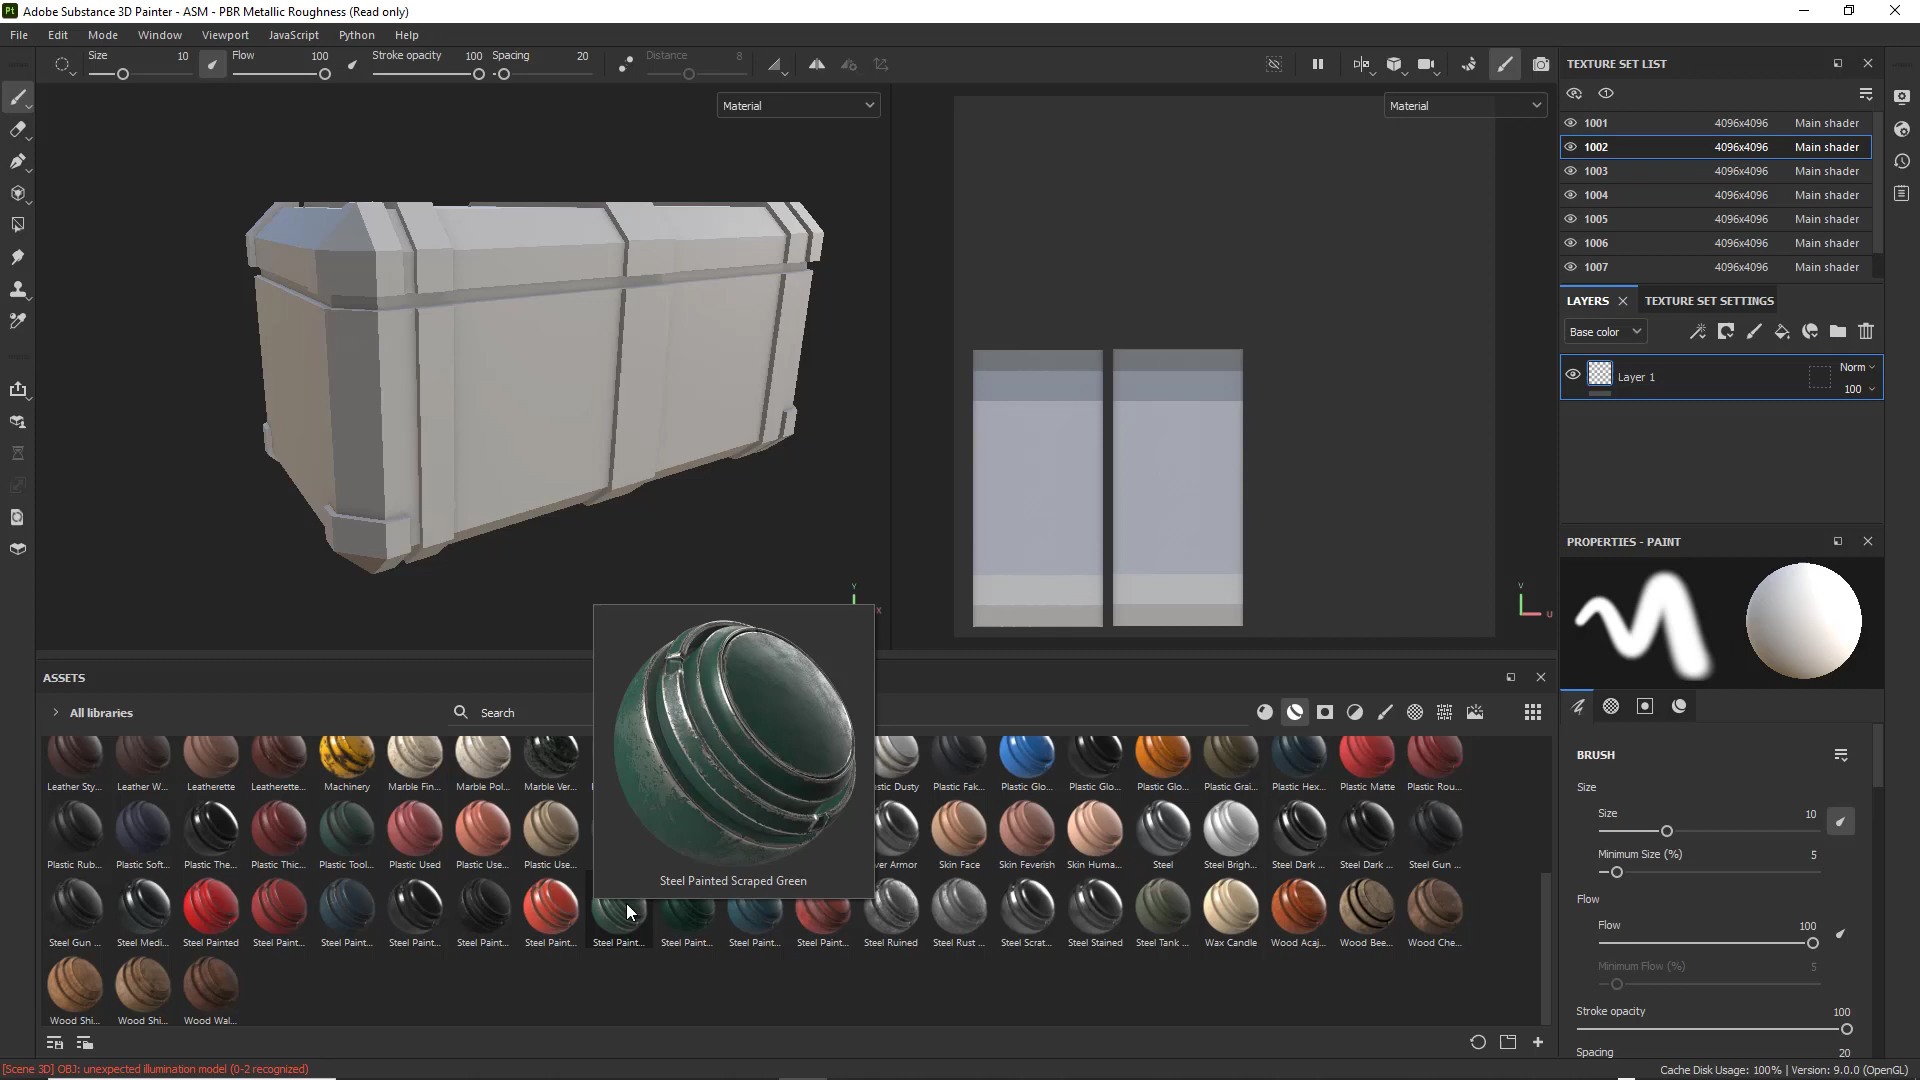 Pt Adobe Substance 3D Painter - ASM - PBR Metallic Roughness (Read only)
File Edit Mode Window Viewport JavaScript Python Help
Size 10 Flow 100 Stroke opacity 100 Spacing 20 Distance 8
Material
Material
Y
X
V
U
TEXTURE SET LIST
1001 4096x4096 Main shader
1002 4096x4096 Main shader
1003 4096x4096 Main shader
1004 4096x4096 Main shader
1005 4096x4096 Main shader
1006 4096x4096 Main shader
1007 4096x4096 Main shader
LAYERS TEXTURE SET SETTINGS
Base color
Layer 1 Norm
100
PROPERTIES - PAINT
BRUSH
Size
Size 10
Minimum Size (%) 5
Flow
Flow 100
Minimum Flow (%) 5
Stroke opacity 100
Spacing 20
ASSETS
All libraries Search
Leather Sty... Leather W... Leatherette Leatherette... Machinery Marble Fin... Marble Pol... Marble Ver... Plastic Fak... Plastic Glo... Plastic Glo... Plastic Glo... Plastic Grai... Plastic Hex... Plastic Matte Plastic Rou...
Plastic Rub... Plastic Soft... Plastic The... Plastic Thic... Plastic Tool... Plastic Used Plastic Use... Plastic Use... Skin Face Skin Feverish Skin Huma... Steel Steel Brigh... Steel Dark ... Steel Dark ... Steel Gun ...
Steel Painted Scraped Green
Steel Gun ... Steel Medi... Steel Painted Steel Paint... Steel Paint... Steel Paint... Steel Paint... Steel Paint... Steel Paint... Steel Paint... Steel Paint... Steel Paint... Steel Ruined Steel Rust ... Steel Scrat... Steel Stained Steel Tank ... Wax Candle Wood Acaj... Wood Bee... Wood Che...
Wood Shi... Wood Shi... Wood Wal...
[Scene 3D] OBJ: unexpected illumination model (0-2 recognized)
Cache Disk Usage: 100% | Version: 9.0.0 (OpenGL)